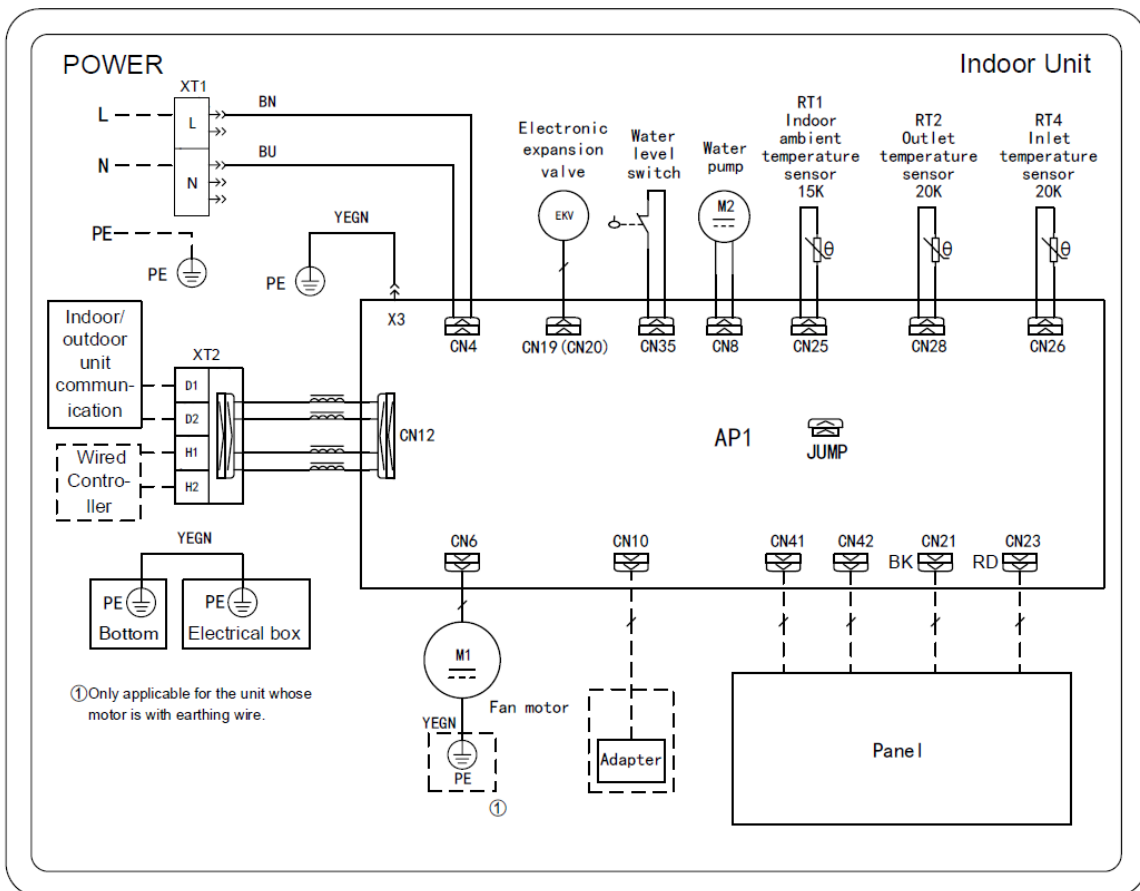 POWER
Indoor Unit
XT1
L
L
BN
N
N
BU
PE
PE
YEGN
PE
X3
Electronic
expansion
valve
EKV
Water
level
switch
Water
pump
M2
RT1
Indoor
ambient
temperature
sensor
15K
θ
RT2
Outlet
temperature
sensor
20K
θ
RT4
Inlet
temperature
sensor
20K
θ
CN4
CN19(CN20)
CN35
CN8
CN25
CN28
CN26
Indoor/
outdoor
unit
commun-
ication
XT2
D1
D2
H1
H2
Wired
Contro-
ller
CN12
AP1
JUMP
YEGN
PE
Bottom
PE
Electrical box
CN6
CN10
CN41
CN42
CN21
CN23
BK
RD
M1
Fan motor
YEGN
PE
①
Adapter
Panel
①Only applicable for the unit whose
motor is with earthing wire.